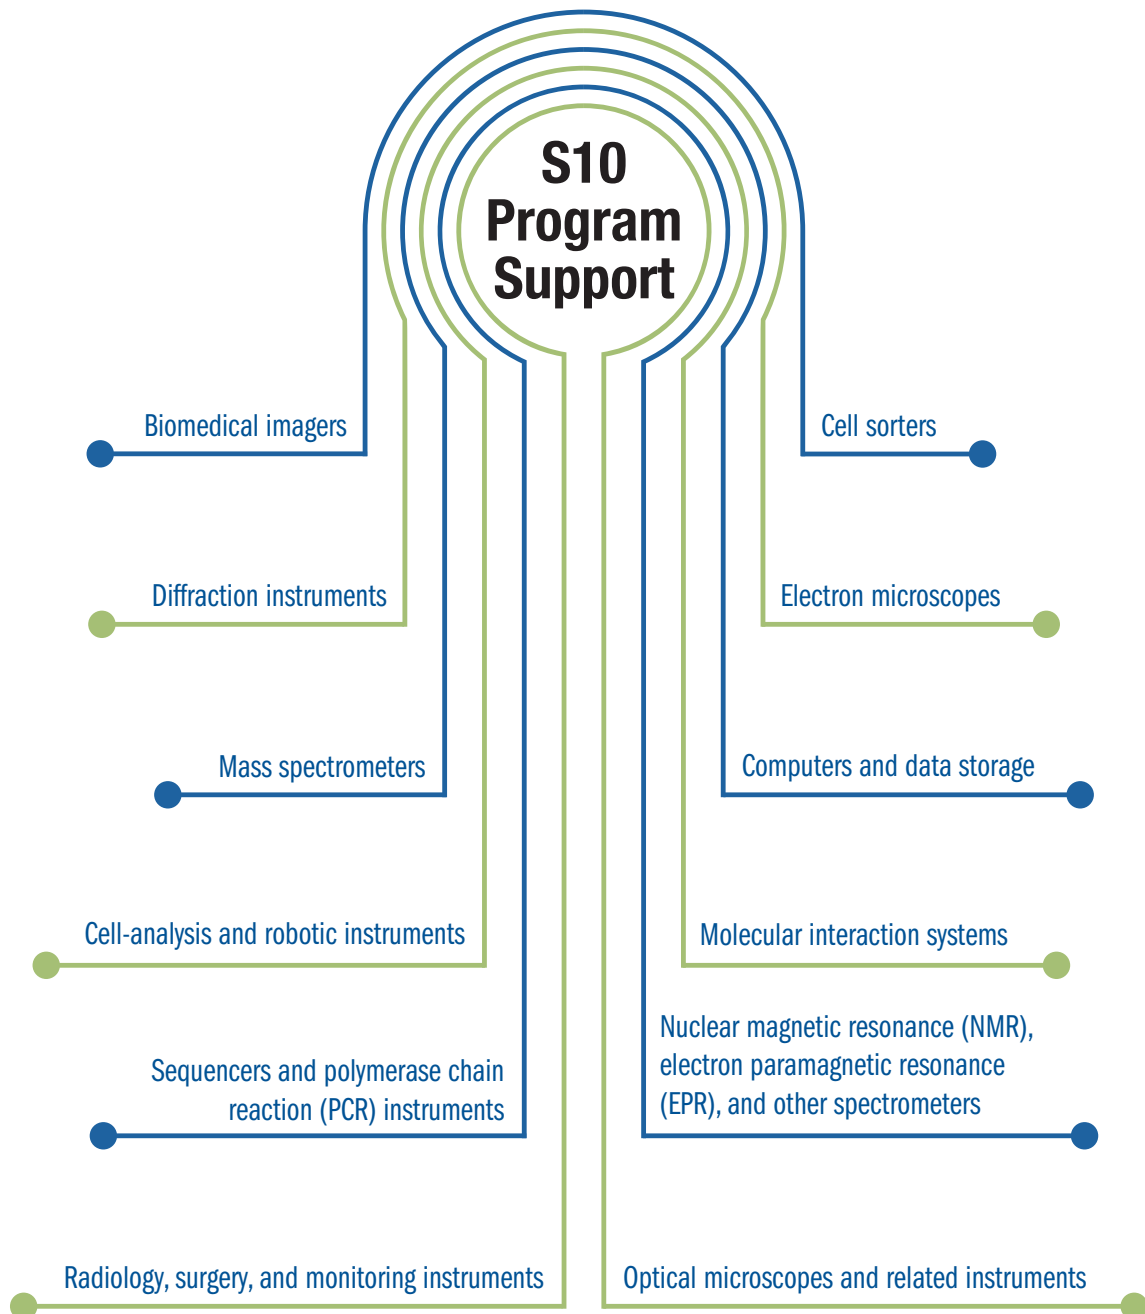 S10
Program
Support
Biomedical imagers
Cell sorters
Diffraction instruments
Electron microscopes
Mass spectrometers
Computers and data storage
Cell-analysis and robotic instruments
Molecular interaction systems
Sequencers and polymerase chain
reaction (PCR) instruments
Nuclear magnetic resonance (NMR),
electron paramagnetic resonance
(EPR), and other spectrometers
Radiology, surgery, and monitoring instruments
Optical microscopes and related instruments